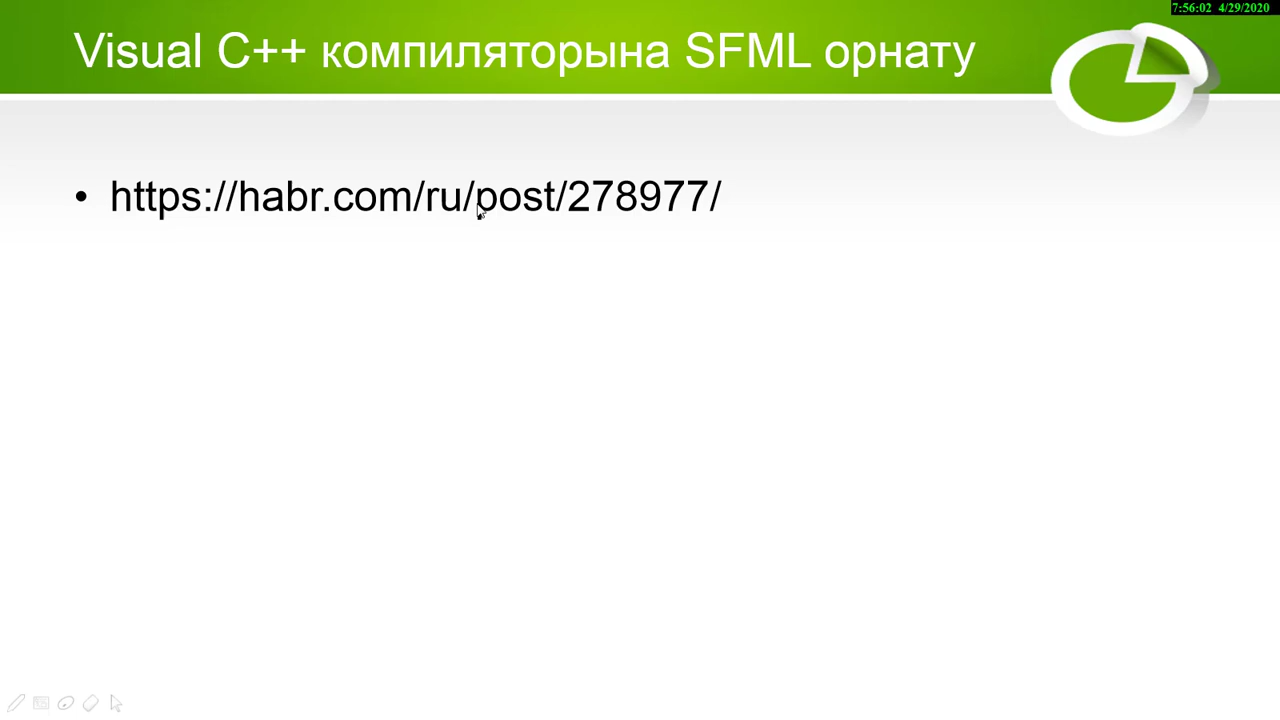 7:56:02 4/29/2020
Visual C++ компиляторына SFML орнату
• https://habr.com/ru/post/278977/